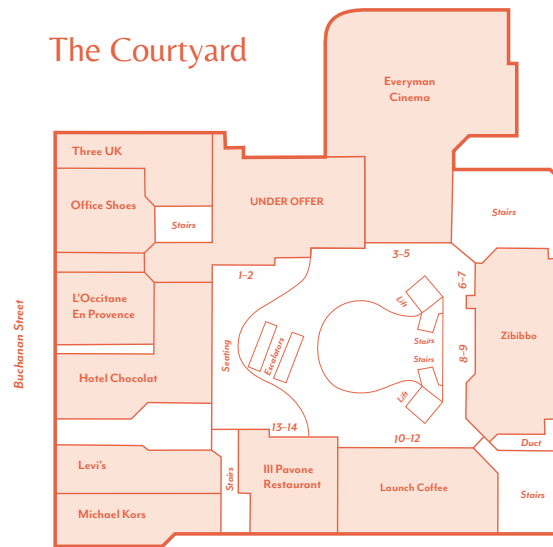 The Courtyard
Everyman
Cinema
Three UK
Office Shoes
Stairs
UNDER OFFER
Stairs
1–2
3–5
6–7
L'Occitane
En Provence
Buchanan Street
Seating
Escalators
Lift
Stairs
Stairs
Lift
8–9
Zibibbo
Hotel Chocolat
13–14
10–12
Duct
Levi's
Stairs
Ill Pavone
Restaurant
Launch Coffee
Stairs
Michael Kors